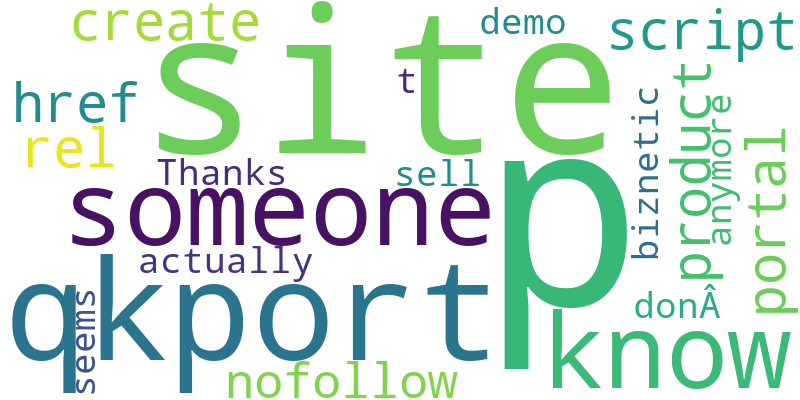 create
site
demo
script
href
t
rel
Thanks
sell
someone
p
biznetic
product
anymore
portal
actually
qkport
seems
donÂ
know
nofollow